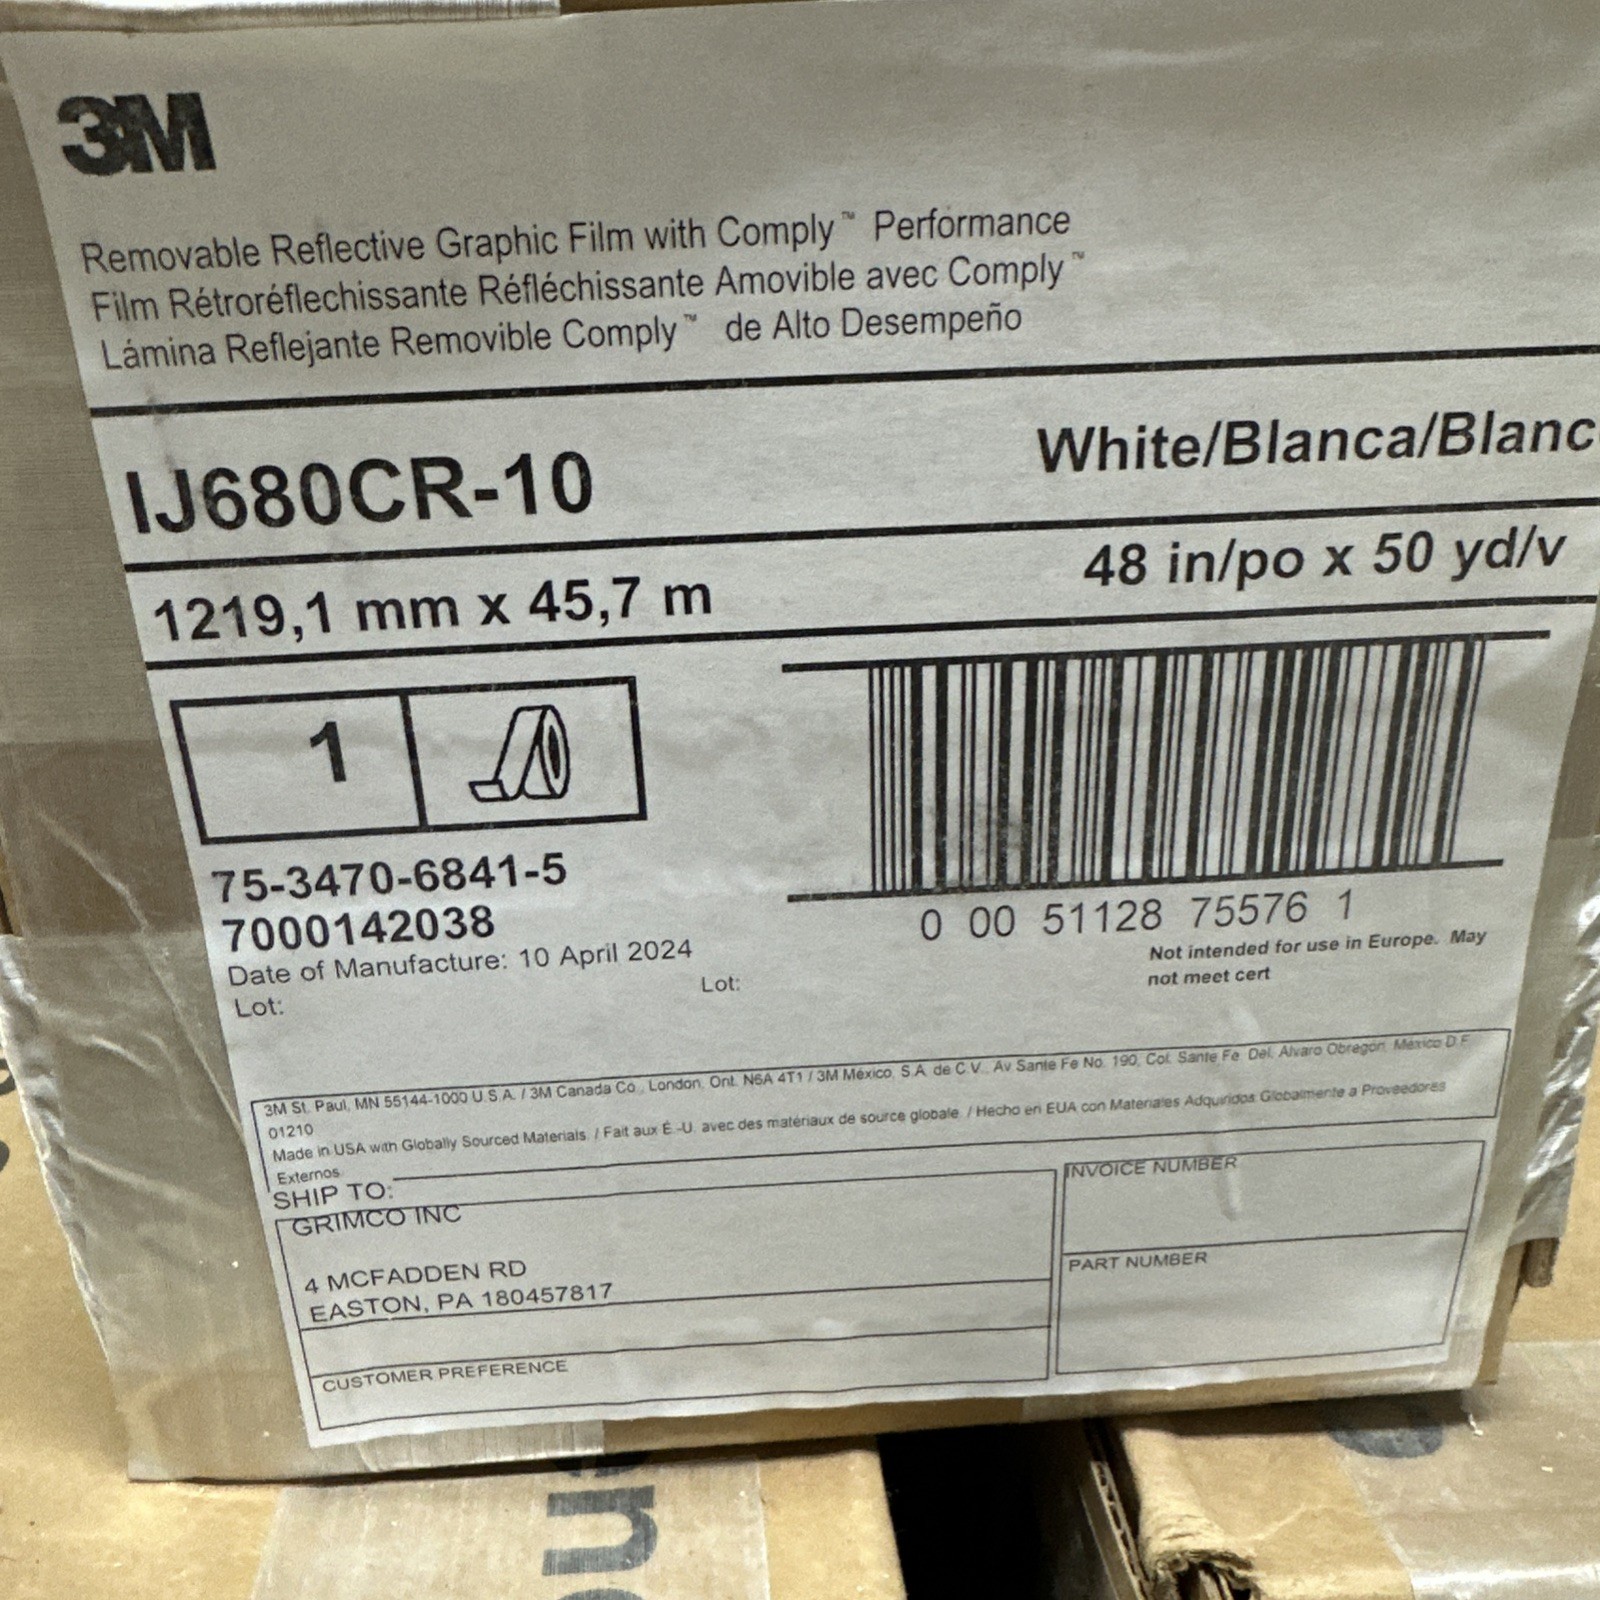 3M
Removable Reflective Graphic Film with Comply™ Performance
Film Rétroréflechissante Réfléchissante Amovible avec Comply™
Lámina Reflejante Removible Comply™ de Alto Desempeño
IJ680CR-10
White/Blanca/Blanc
1219,1 mm x 45,7 m
48 in/po x 50 yd/v
1
75-3470-6841-5
7000142038
Date of Manufacture: 10 April 2024
Lot:
Lot:
0 00 51128 75576 1
Not intended for use in Europe. May
not meet cert
3M St. Paul, MN 55144-1000 U.S.A. / 3M Canada Co., London, Ont. N6A 4T1 / 3M México, S.A. de C.V. Av Sante Fe No. 190, Col. Sante Fe. Del. Alvaro Obregón. México D.F.
01210
Made in USA with Globally Sourced Materials. / Fait aux É.-U. avec des matériaux de source globale. / Hecho en EUA con Materiales Adquiridos Globalmente a Proveedores
Externos.
SHIP TO:
GRIMCO INC
4 MCFADDEN RD
EASTON, PA 180457817
CUSTOMER PREFERENCE
INVOICE NUMBER
PART NUMBER